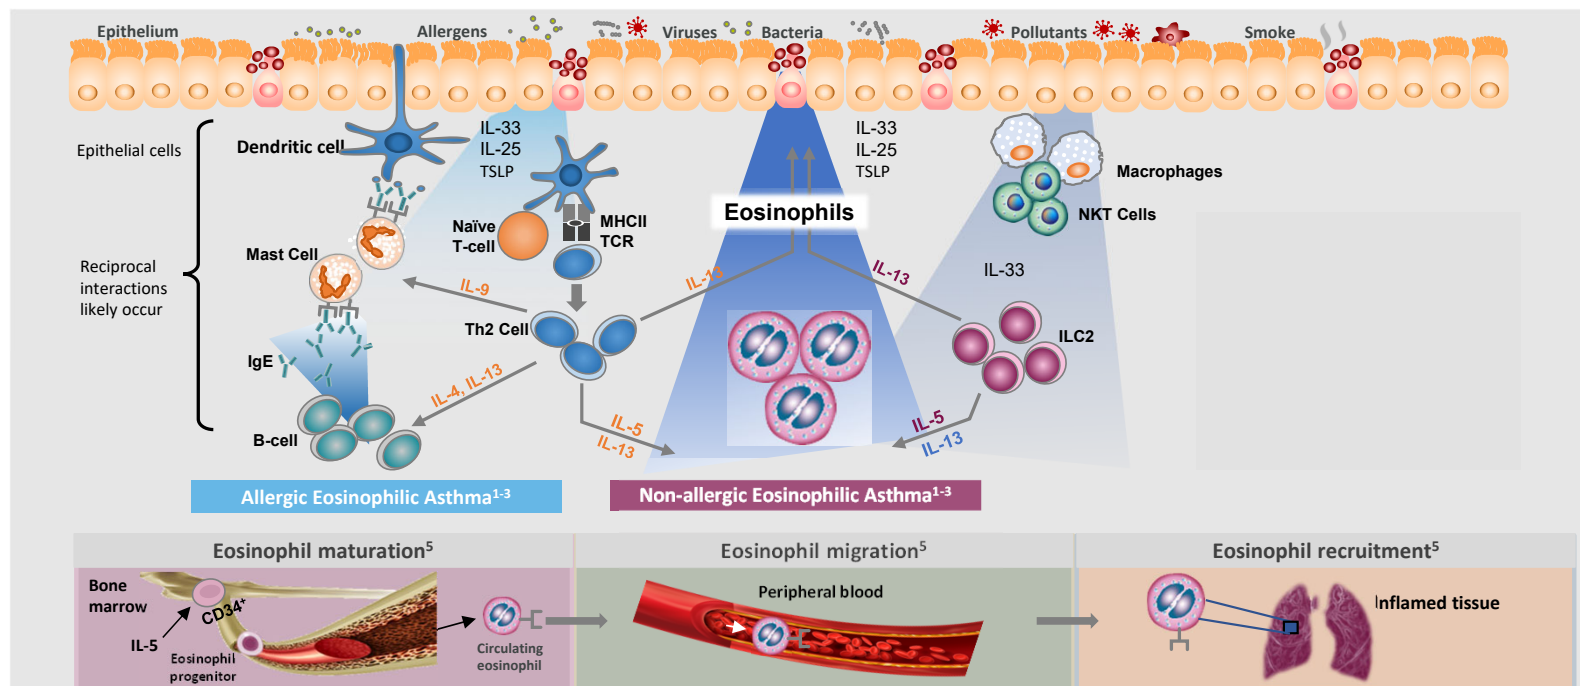 Epithelium
Allergens
Viruses
Bacteria
Pollutants
Smoke
Epithelial cells
Dendritic cell
IL-33
IL-25
TSLP
IL-33
IL-25
TSLP
Macrophages
NKT Cells
Eosinophils
Naïve
T-cell
MHCII
TCR
Mast Cell
Reciprocal
interactions
likely occur
IL-9
IL-13
IL-13
IL-33
Th2 Cell
ILC2
IgE
IL-4, IL-13
B-cell
IL-5
IL-13
IL-5
IL-13
Allergic Eosinophilic Asthma1-3
Non-allergic Eosinophilic Asthma1-3
Eosinophil maturation5
Eosinophil migration5
Eosinophil recruitment5
Bone
marrow
CD34+
IL-5
Eosinophil
progenitor
Circulating
eosinophil
Peripheral blood
Inflamed tissue